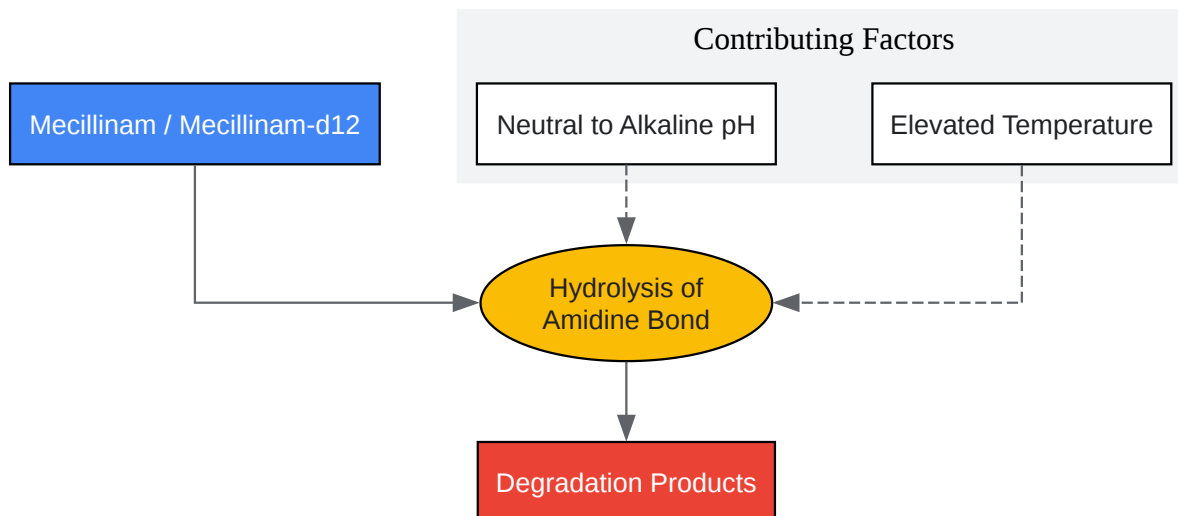 Contributing Factors
Mecillinam / Mecillinam-d12
Neutral to Alkaline pH
Elevated Temperature
Hydrolysis of
Amidine Bond
Degradation Products